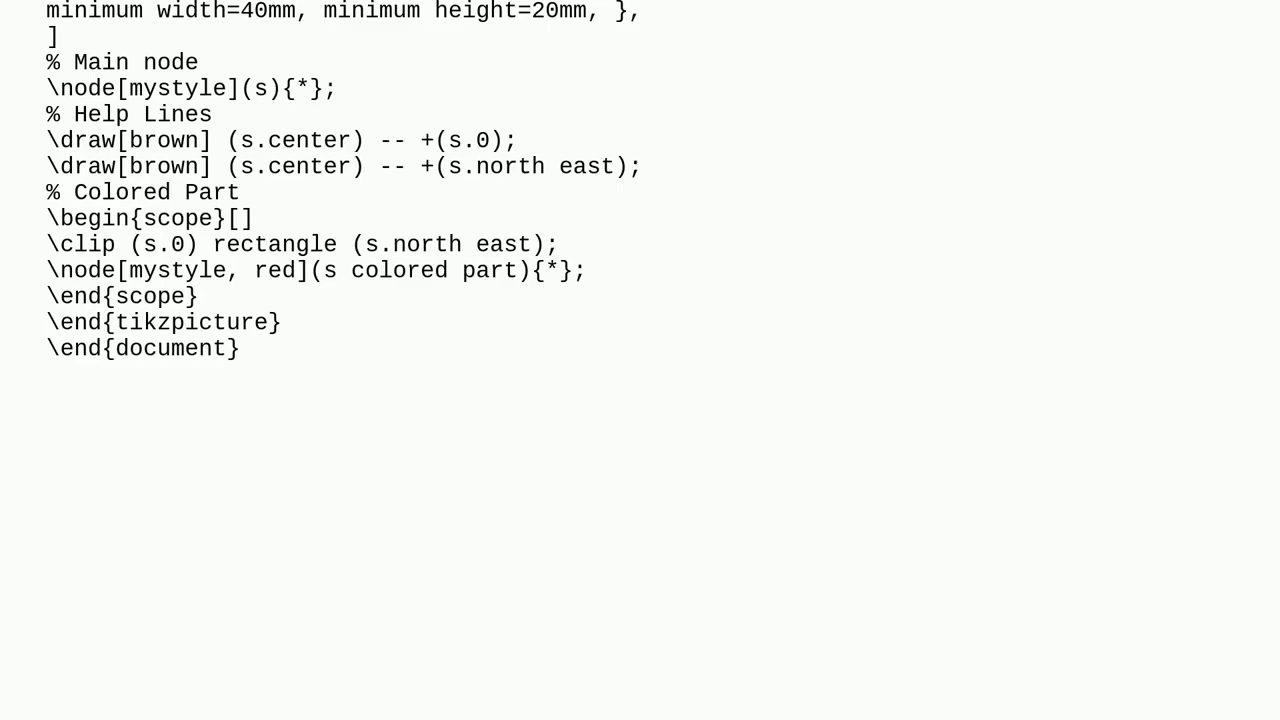 minimum width=40mm, minimum height=20mm, },
]
% Main node
\node[mystyle](s){*};
% Help Lines
\draw[brown] (s.center) -- +(s.0);
\draw[brown] (s.center) -- +(s.north east);
% Colored Part
\begin{scope}[]
\clip (s.0) rectangle (s.north east);
\node[mystyle, red](s colored part){*};
\end{scope}
\end{tikzpicture}
\end{document}